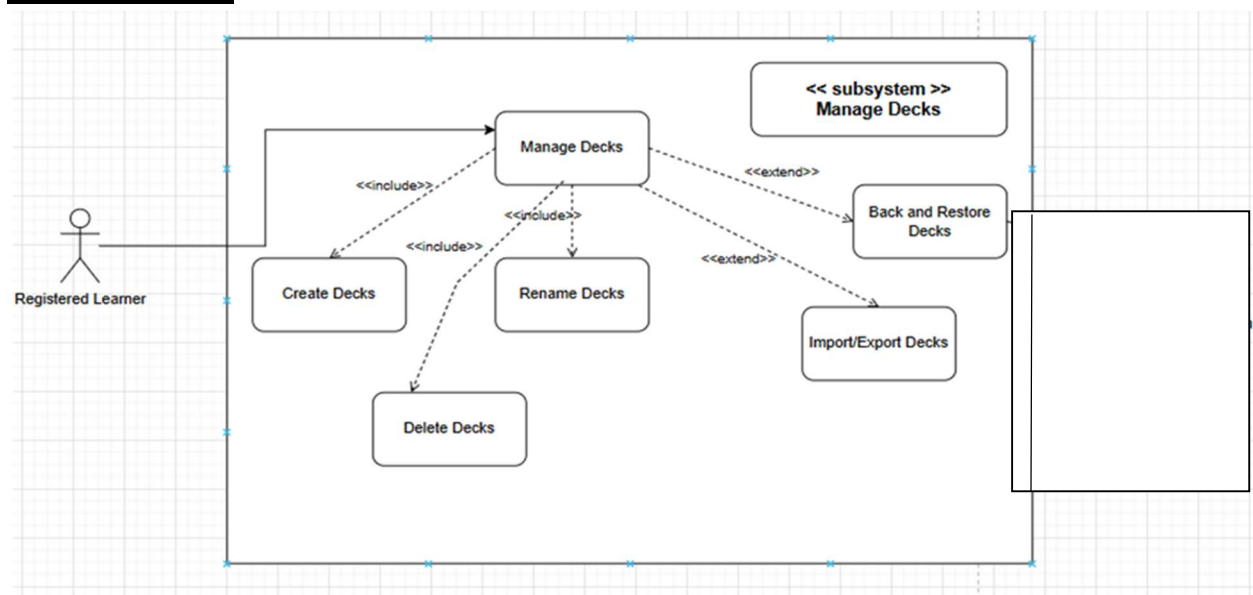 << subsystem >>
Manage Decks
Manage Decks
<<include>>
<<extend>>
<<include>>
<<include>>
<<extend>>
Back and Restore
Decks
Registered Learner
Create Decks
Rename Decks
Import/Export Decks
Delete Decks